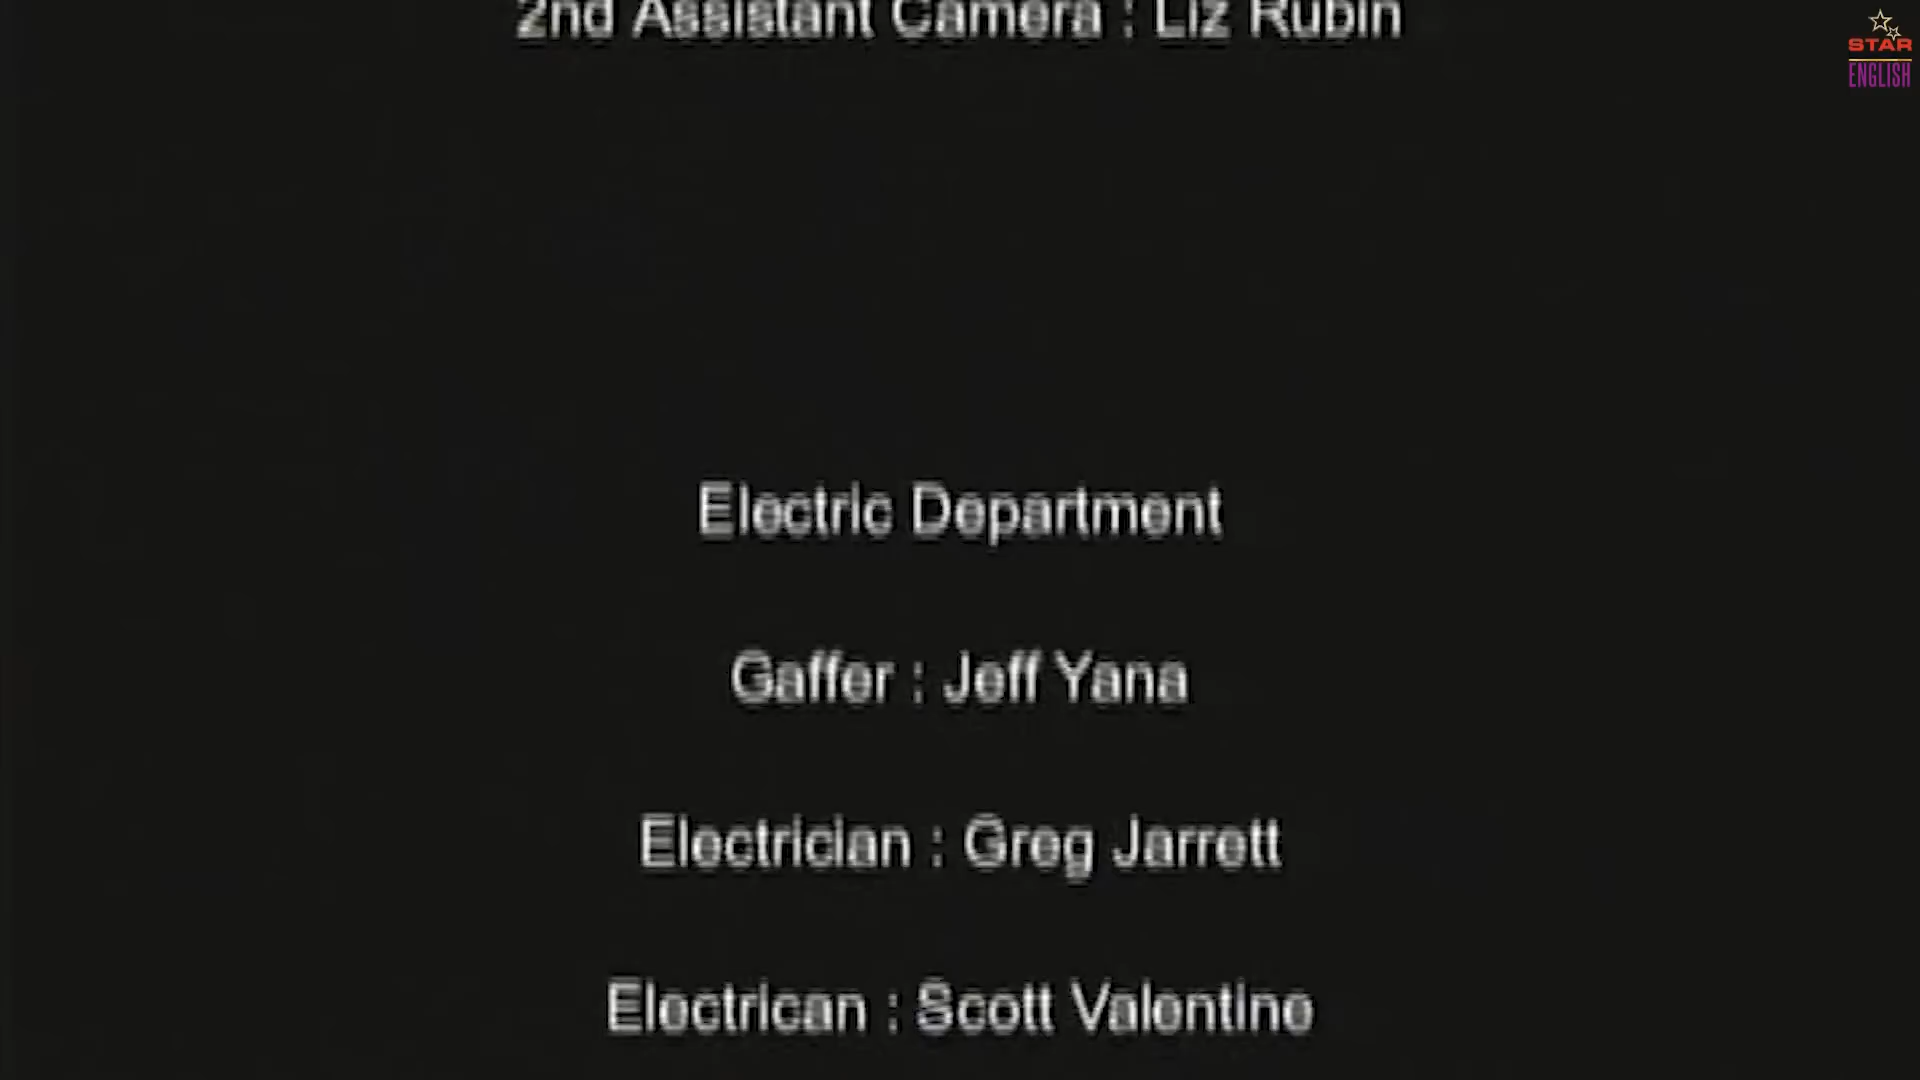 2nd Assistant Camera : Liz Rubin
STAR
ENGLISH
Electric Department
Gaffer : Jeff Yana
Electrician : Greg Jarrett
Electrican : Scott Valentine